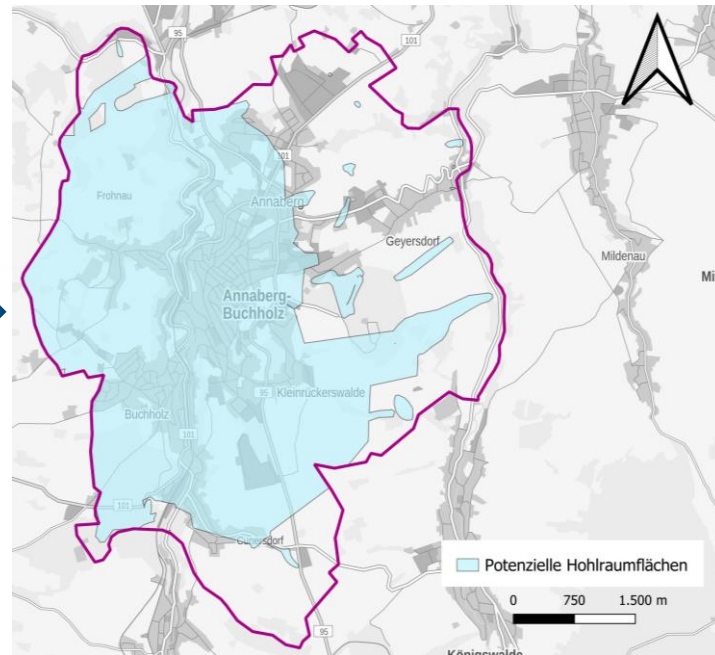 95
101
101
Frohnau
Annaberg
Geyersdorf
Mildenau
Mi
Annaberg-
Buchholz
95
Kleinrückerswalde
Buchholz
101
101
Potenzielle Hohlraumflächen
0 750 1.500 m
95
Königswalde